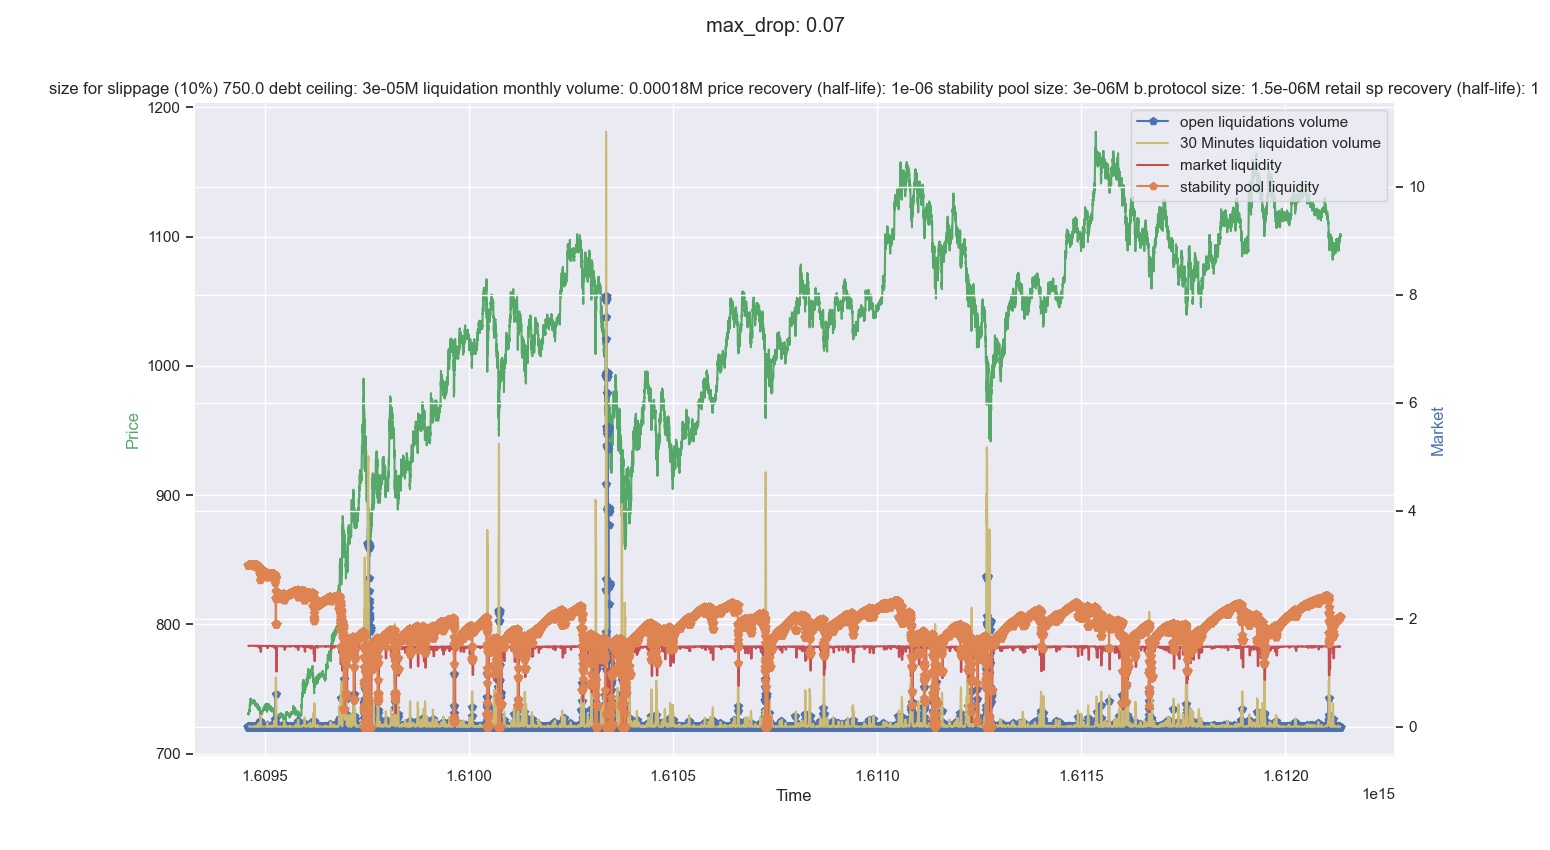 max_drop: 0.07
size for slippage (10%) 750.0 debt ceiling: 3e-05M liquidation monthly volume: 0.00018M price recovery (half-life): 1e-06 stability pool size: 3e-06M b.protocol size: 1.5e-06M retail sp recovery (half-life): 1
open liquidations volume
30 Minutes liquidation volume
market liquidity
stability pool liquidity
1200
1100
1000
900
800
700
Price
10
8
6
4
2
0
Market
1.6095 1.6100 1.6105 1.6110 1.6115 1.6120
Time
1e15